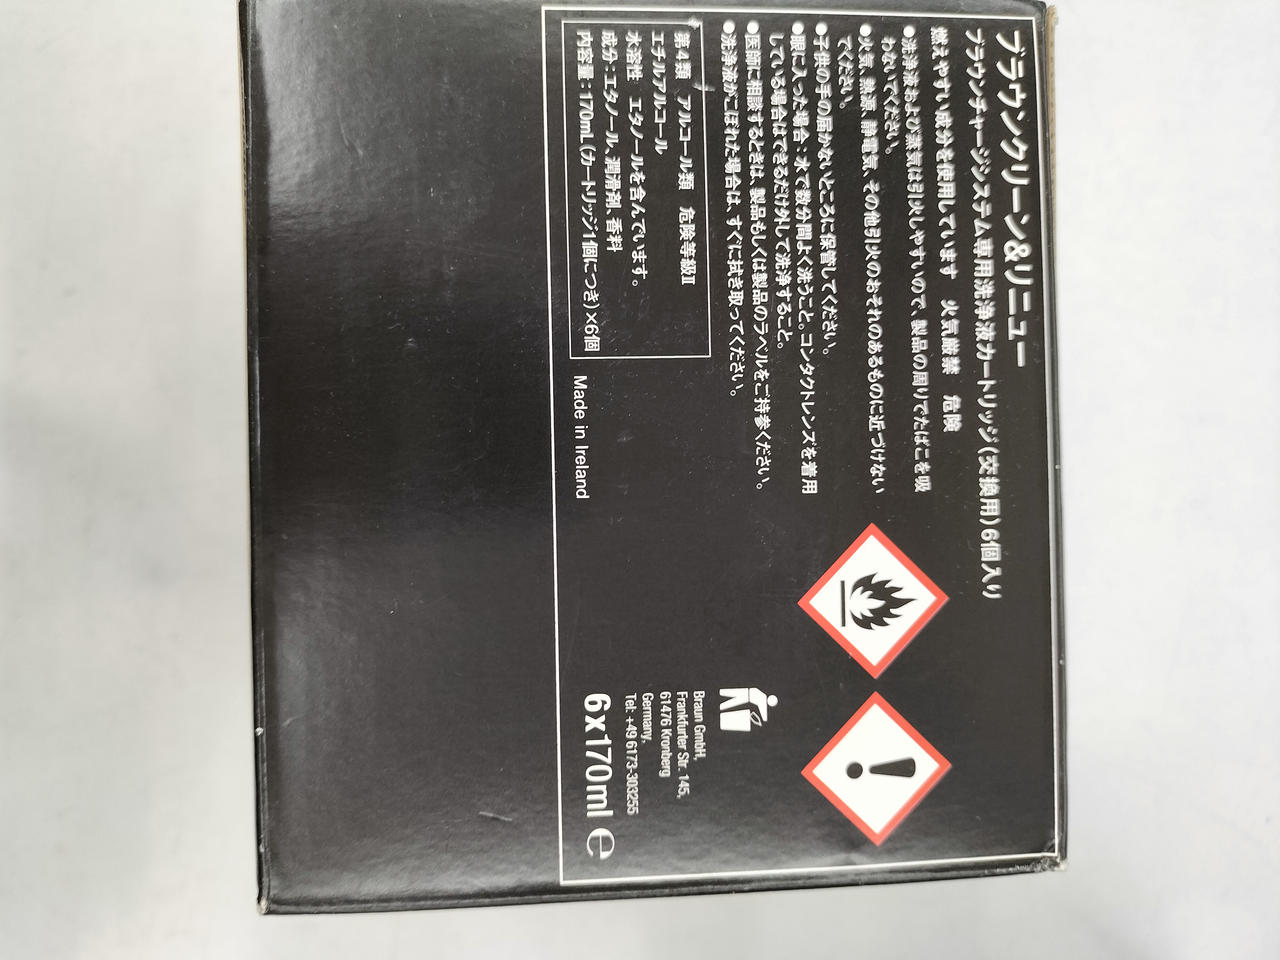 ブラウンクリーン&リニュー
ブラウンチャージシステム専用洗浄液カートリッジ(交換用)6個入り
燃えやすい成分を使用しています 火気厳禁 危険
●洗浄液および蒸気は引火しやすいので、製品の周りでたばこを吸
わないでください。
●火気、熱源、静電気、その他引火のおそれのあるものに近づけない
でください。
●子供の手の届かないところに保管してください。
●眼に入った場合:水で数分間よく洗うこと。コンタクトレンズを着用
している場合はできるだけ外して洗浄すること。
●医師に相談するときは、製品もしくは製品のラベルをご持参ください。
●洗浄液がこぼれた場合は、すぐに拭き取ってください。
第4類 アルコール類 危険等級II
エチルアルコール
水溶性 エタノールを含んでいます。
成分:エタノール、潤滑剤、香料
内容量:170mL(カートリッジ1個につき)×6個
Made in Ireland
Braun GmbH,
Frankfurter Str. 145,
61476 Kronberg
Germany,
Tel: +49 6173-303255
6x170ml e